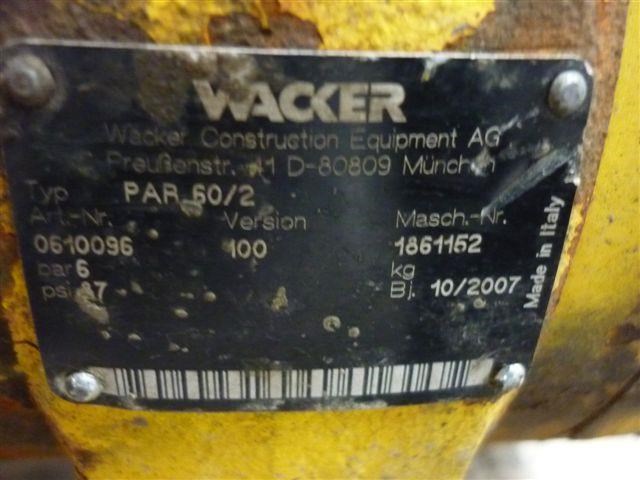 WACKER
Wacker Construction Equipment AG
Preußenstr. 41 D-80809 München
Typ PAR 60/2
Art.-Nr. Version Masch.-Nr.
0610096 100 1861152
bar 6 kg
psi 87 Bj. 10/2007
Made in Italy